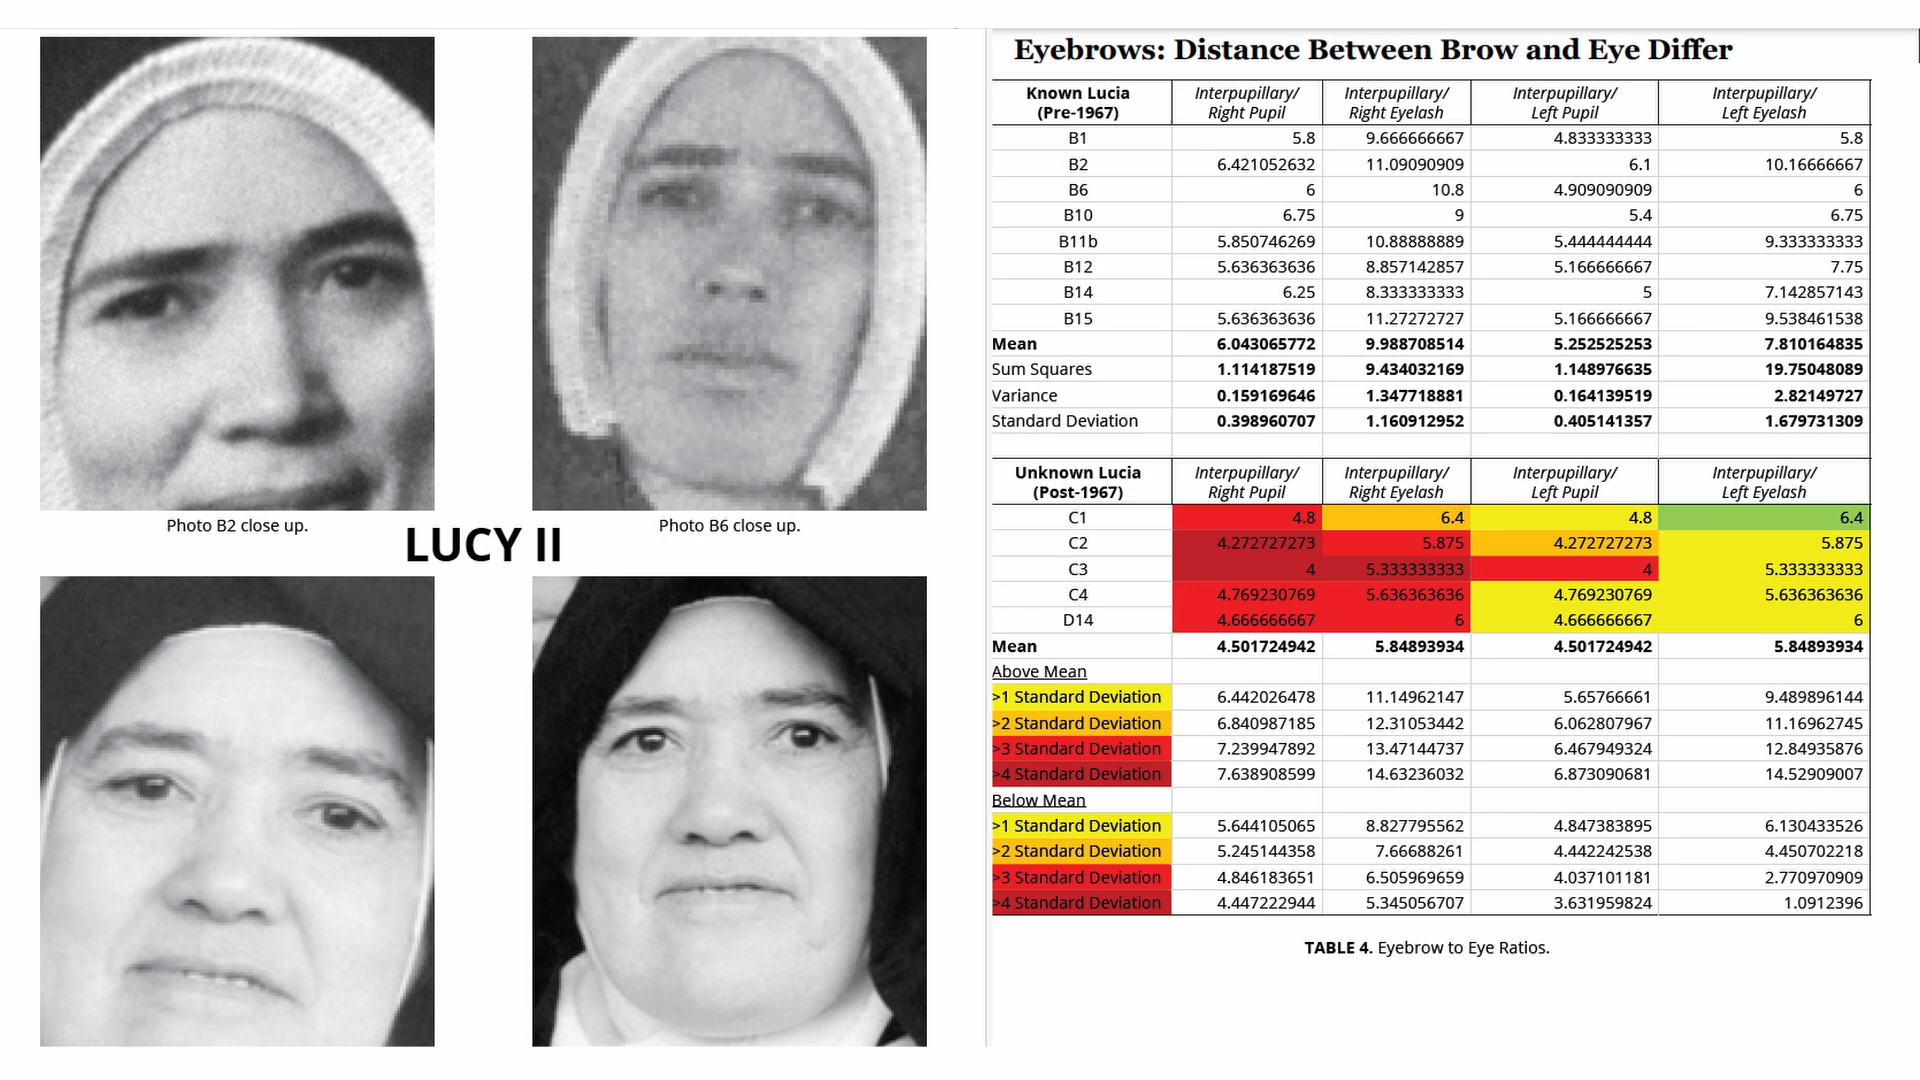 Photo B2 close up.
Photo B6 close up.
LUCY II
Eyebrows: Distance Between Brow and Eye Differ
Known Lucia (Pre-1967) Interpupillary/ Right Pupil Interpupillary/ Right Eyelash Interpupillary/ Left Pupil Interpupillary/ Left Eyelash
B1 5.8 9.666666667 4.833333333 5.8
B2 6.421052632 11.09090909 6.1 10.16666667
B6 6 10.8 4.909090909 6
B10 6.75 9 5.4 6.75
B11b 5.850746269 10.88888889 5.444444444 9.333333333
B12 5.636363636 8.857142857 5.166666667 7.75
B14 6.25 8.333333333 5 7.142857143
B15 5.636363636 11.27272727 5.166666667 9.538461538
Mean 6.043065772 9.988708514 5.252525253 7.810164835
Sum Squares 1.114187519 9.434032169 1.148976635 19.75048089
Variance 0.159169646 1.347718881 0.164139519 2.82149727
Standard Deviation 0.398960707 1.160912952 0.405141357 1.679731309
Unknown Lucia (Post-1967) Interpupillary/ Right Pupil Interpupillary/ Right Eyelash Interpupillary/ Left Pupil Interpupillary/ Left Eyelash
C1 4.8 6.4 4.8 6.4
C2 4.272727273 5.875 4.272727273 5.875
C3 4 5.333333333 4 5.333333333
C4 4.769230769 5.636363636 4.769230769 5.636363636
D14 4.666666667 6 4.666666667 6
Mean 4.501724942 5.84893934 4.501724942 5.84893934
Above Mean
>1 Standard Deviation 6.442026478 11.14962147 5.65766661 9.489896144
>2 Standard Deviation 6.840987185 12.31053442 6.062807967 11.16962745
>3 Standard Deviation 7.239947892 13.47144737 6.467949324 12.84935876
>4 Standard Deviation 7.638908599 14.63236032 6.873090681 14.52909007
Below Mean
>1 Standard Deviation 5.644105065 8.827795562 4.847383895 6.130433526
>2 Standard Deviation 5.245144358 7.66688261 4.442242538 4.450702218
>3 Standard Deviation 4.846183651 6.505969659 4.037101181 2.770970909
>4 Standard Deviation 4.447222944 5.345056707 3.631959824 1.0912396
TABLE 4. Eyebrow to Eye Ratios.